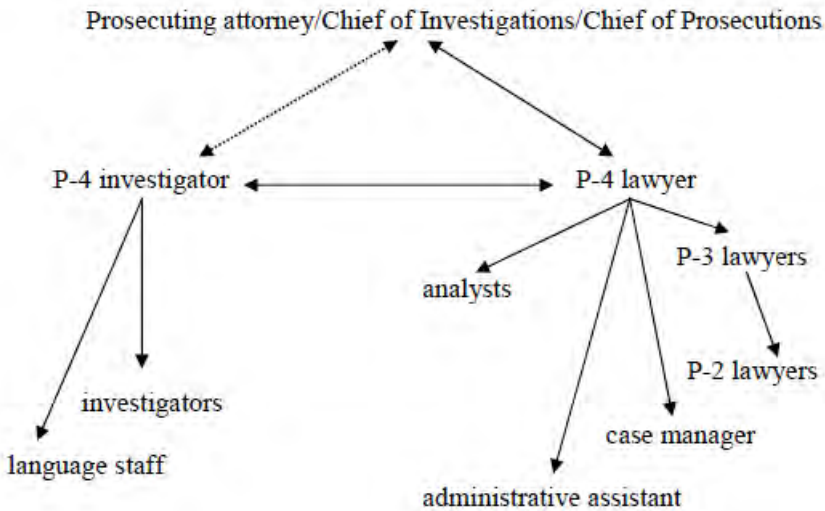 Prosecuting attorney/Chief of Investigations/Chief of Prosecutions
P-4 investigator
P-4 lawyer
P-3 lawyers
analysts
P-2 lawyers
investigators
case manager
language staff
administrative assistant